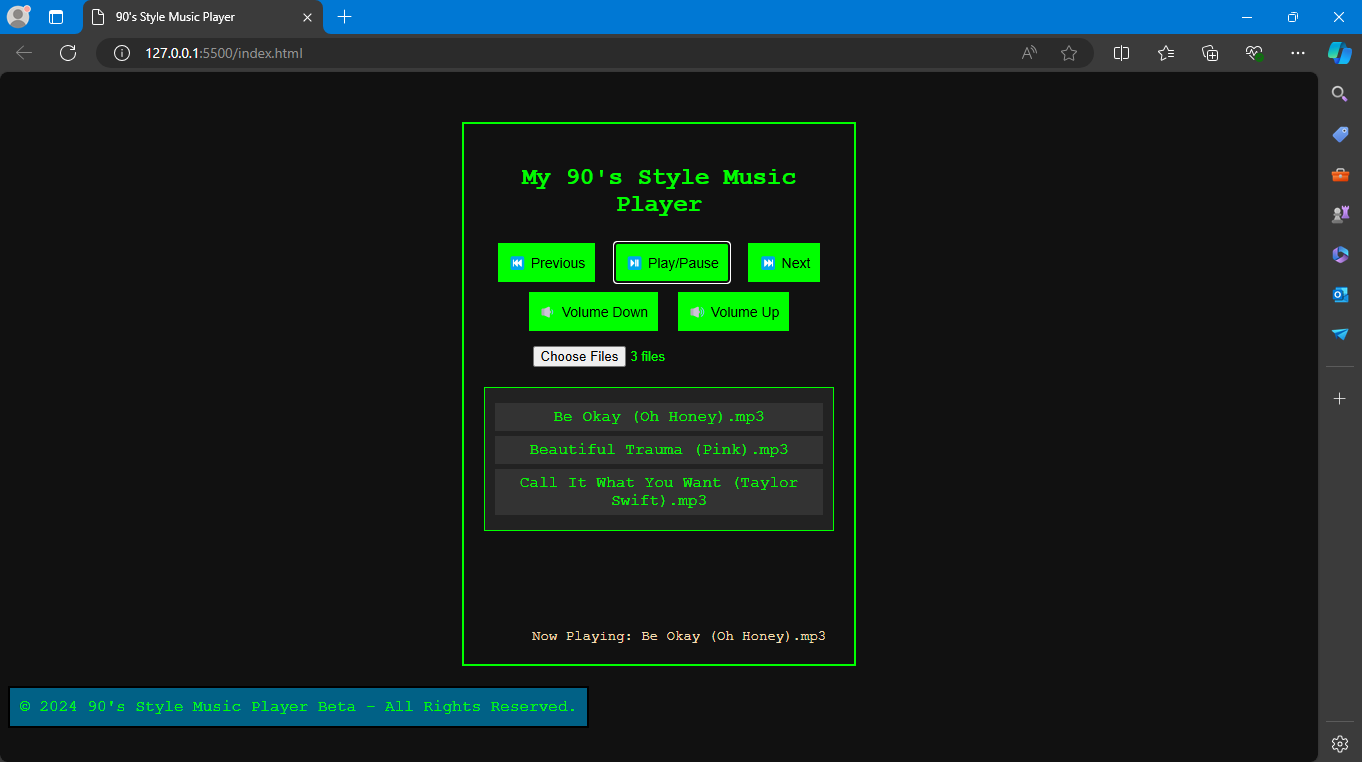 90's Style Music Player
127.0.0.1:5500/index.html
My 90's Style Music
Player
⏮️ Previous
⏯️ Play/Pause
⏭️ Next
🔈 Volume Down
🔊 Volume Up
Choose Files 3 files
Be Okay (Oh Honey).mp3
Beautiful Trauma (Pink).mp3
Call It What You Want (Taylor
Swift).mp3
Now Playing: Be Okay (Oh Honey).mp3
© 2024 90's Style Music Player Beta - All Rights Reserved.